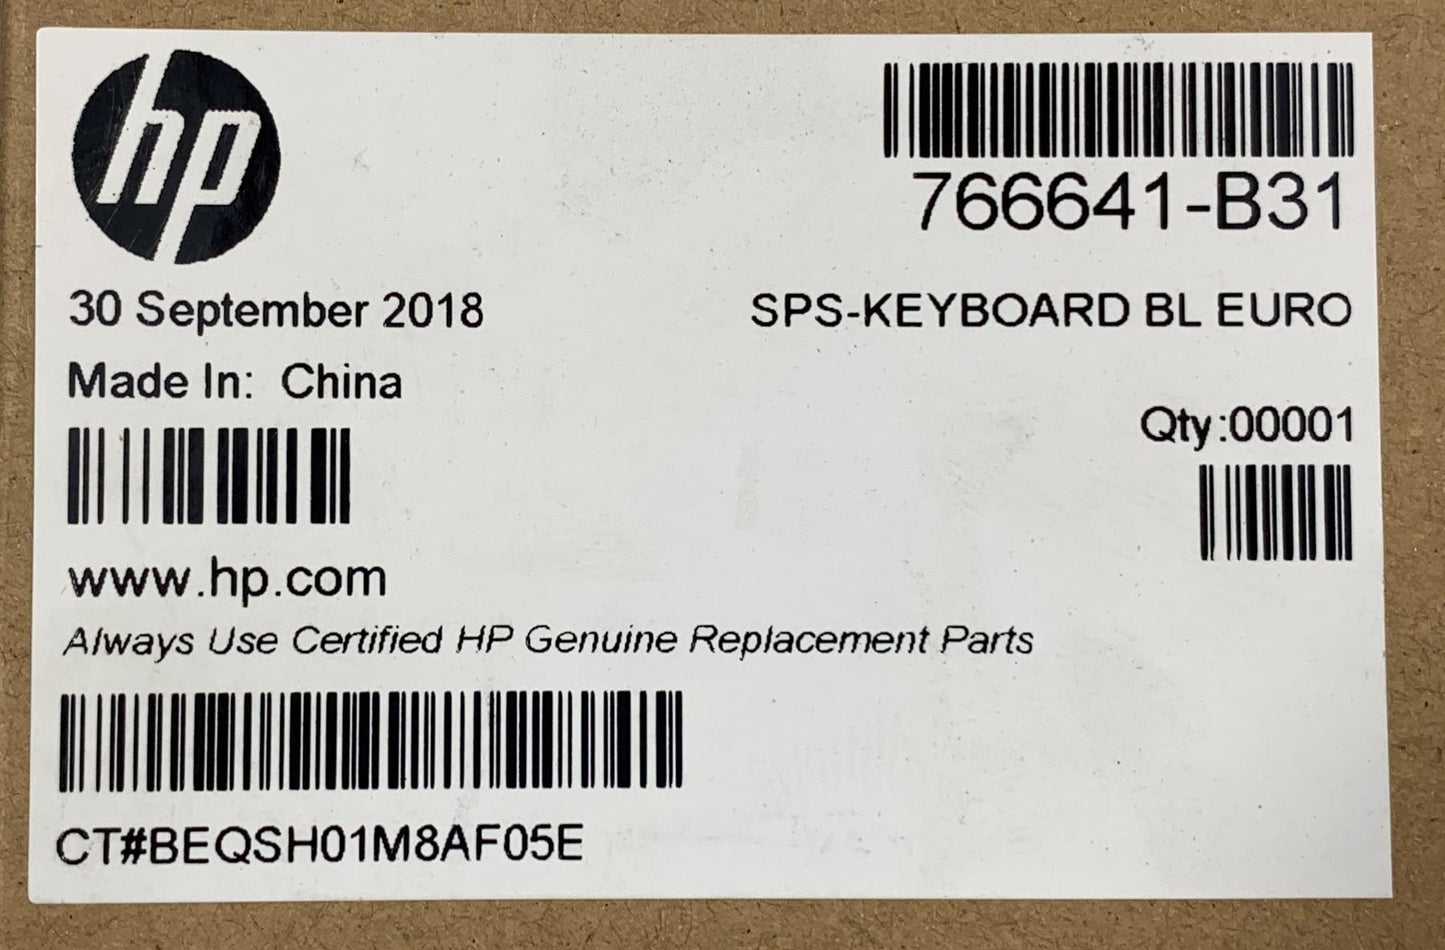 hp
766641-B31
30 September 2018
SPS-KEYBOARD BL EURO
Made In: China
Qty:00001
www.hp.com
Always Use Certified HP Genuine Replacement Parts
CT#BEQSH01M8AF05E